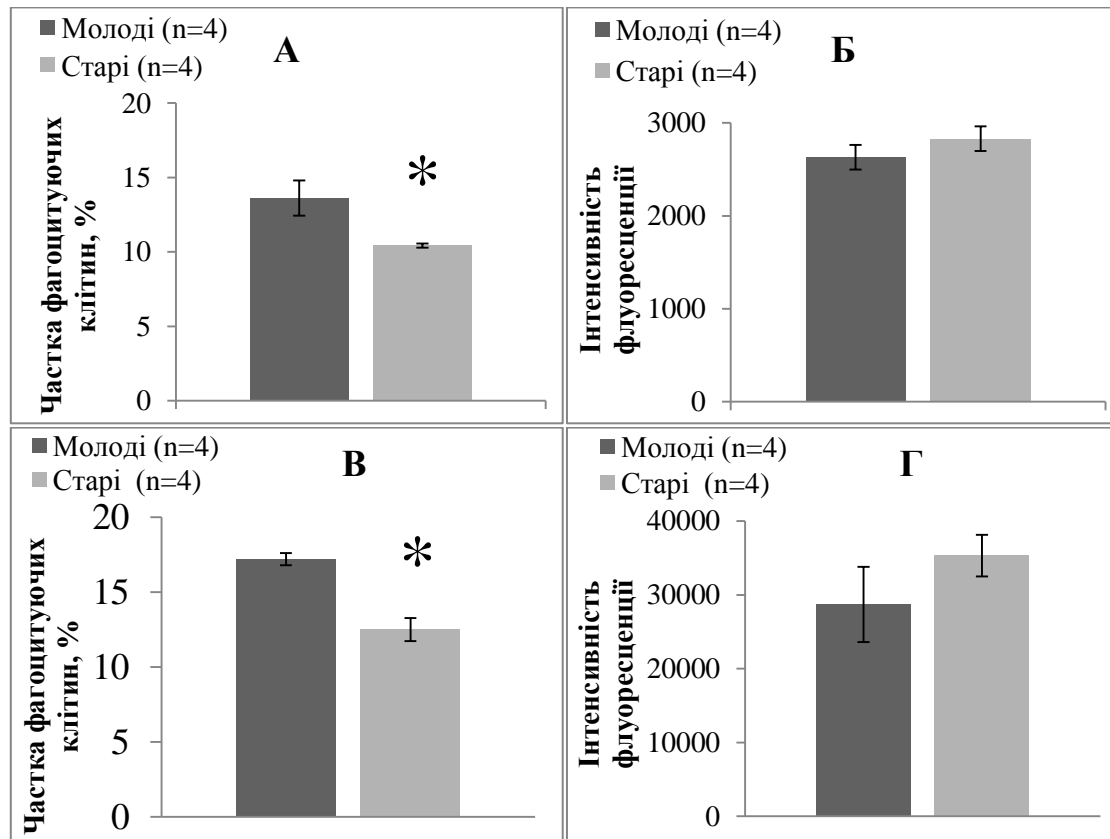 Молоді (n=4)
Старі (n=4)
А
20
15
10
5
0
Частка фагоцитуючих
клітин, %
*
Молоді (n=4)
Старі (n=4)
Б
3000
2000
1000
0
Інтенсивність
флуоресценції
Молоді (n=4)
Старі (n=4)
В
20
15
10
5
0
Частка фагоцитуючих
клітин, %
*
Молоді (n=4)
Старі (n=4)
Г
40000
30000
20000
10000
0
Інтенсивність
флуоресценції